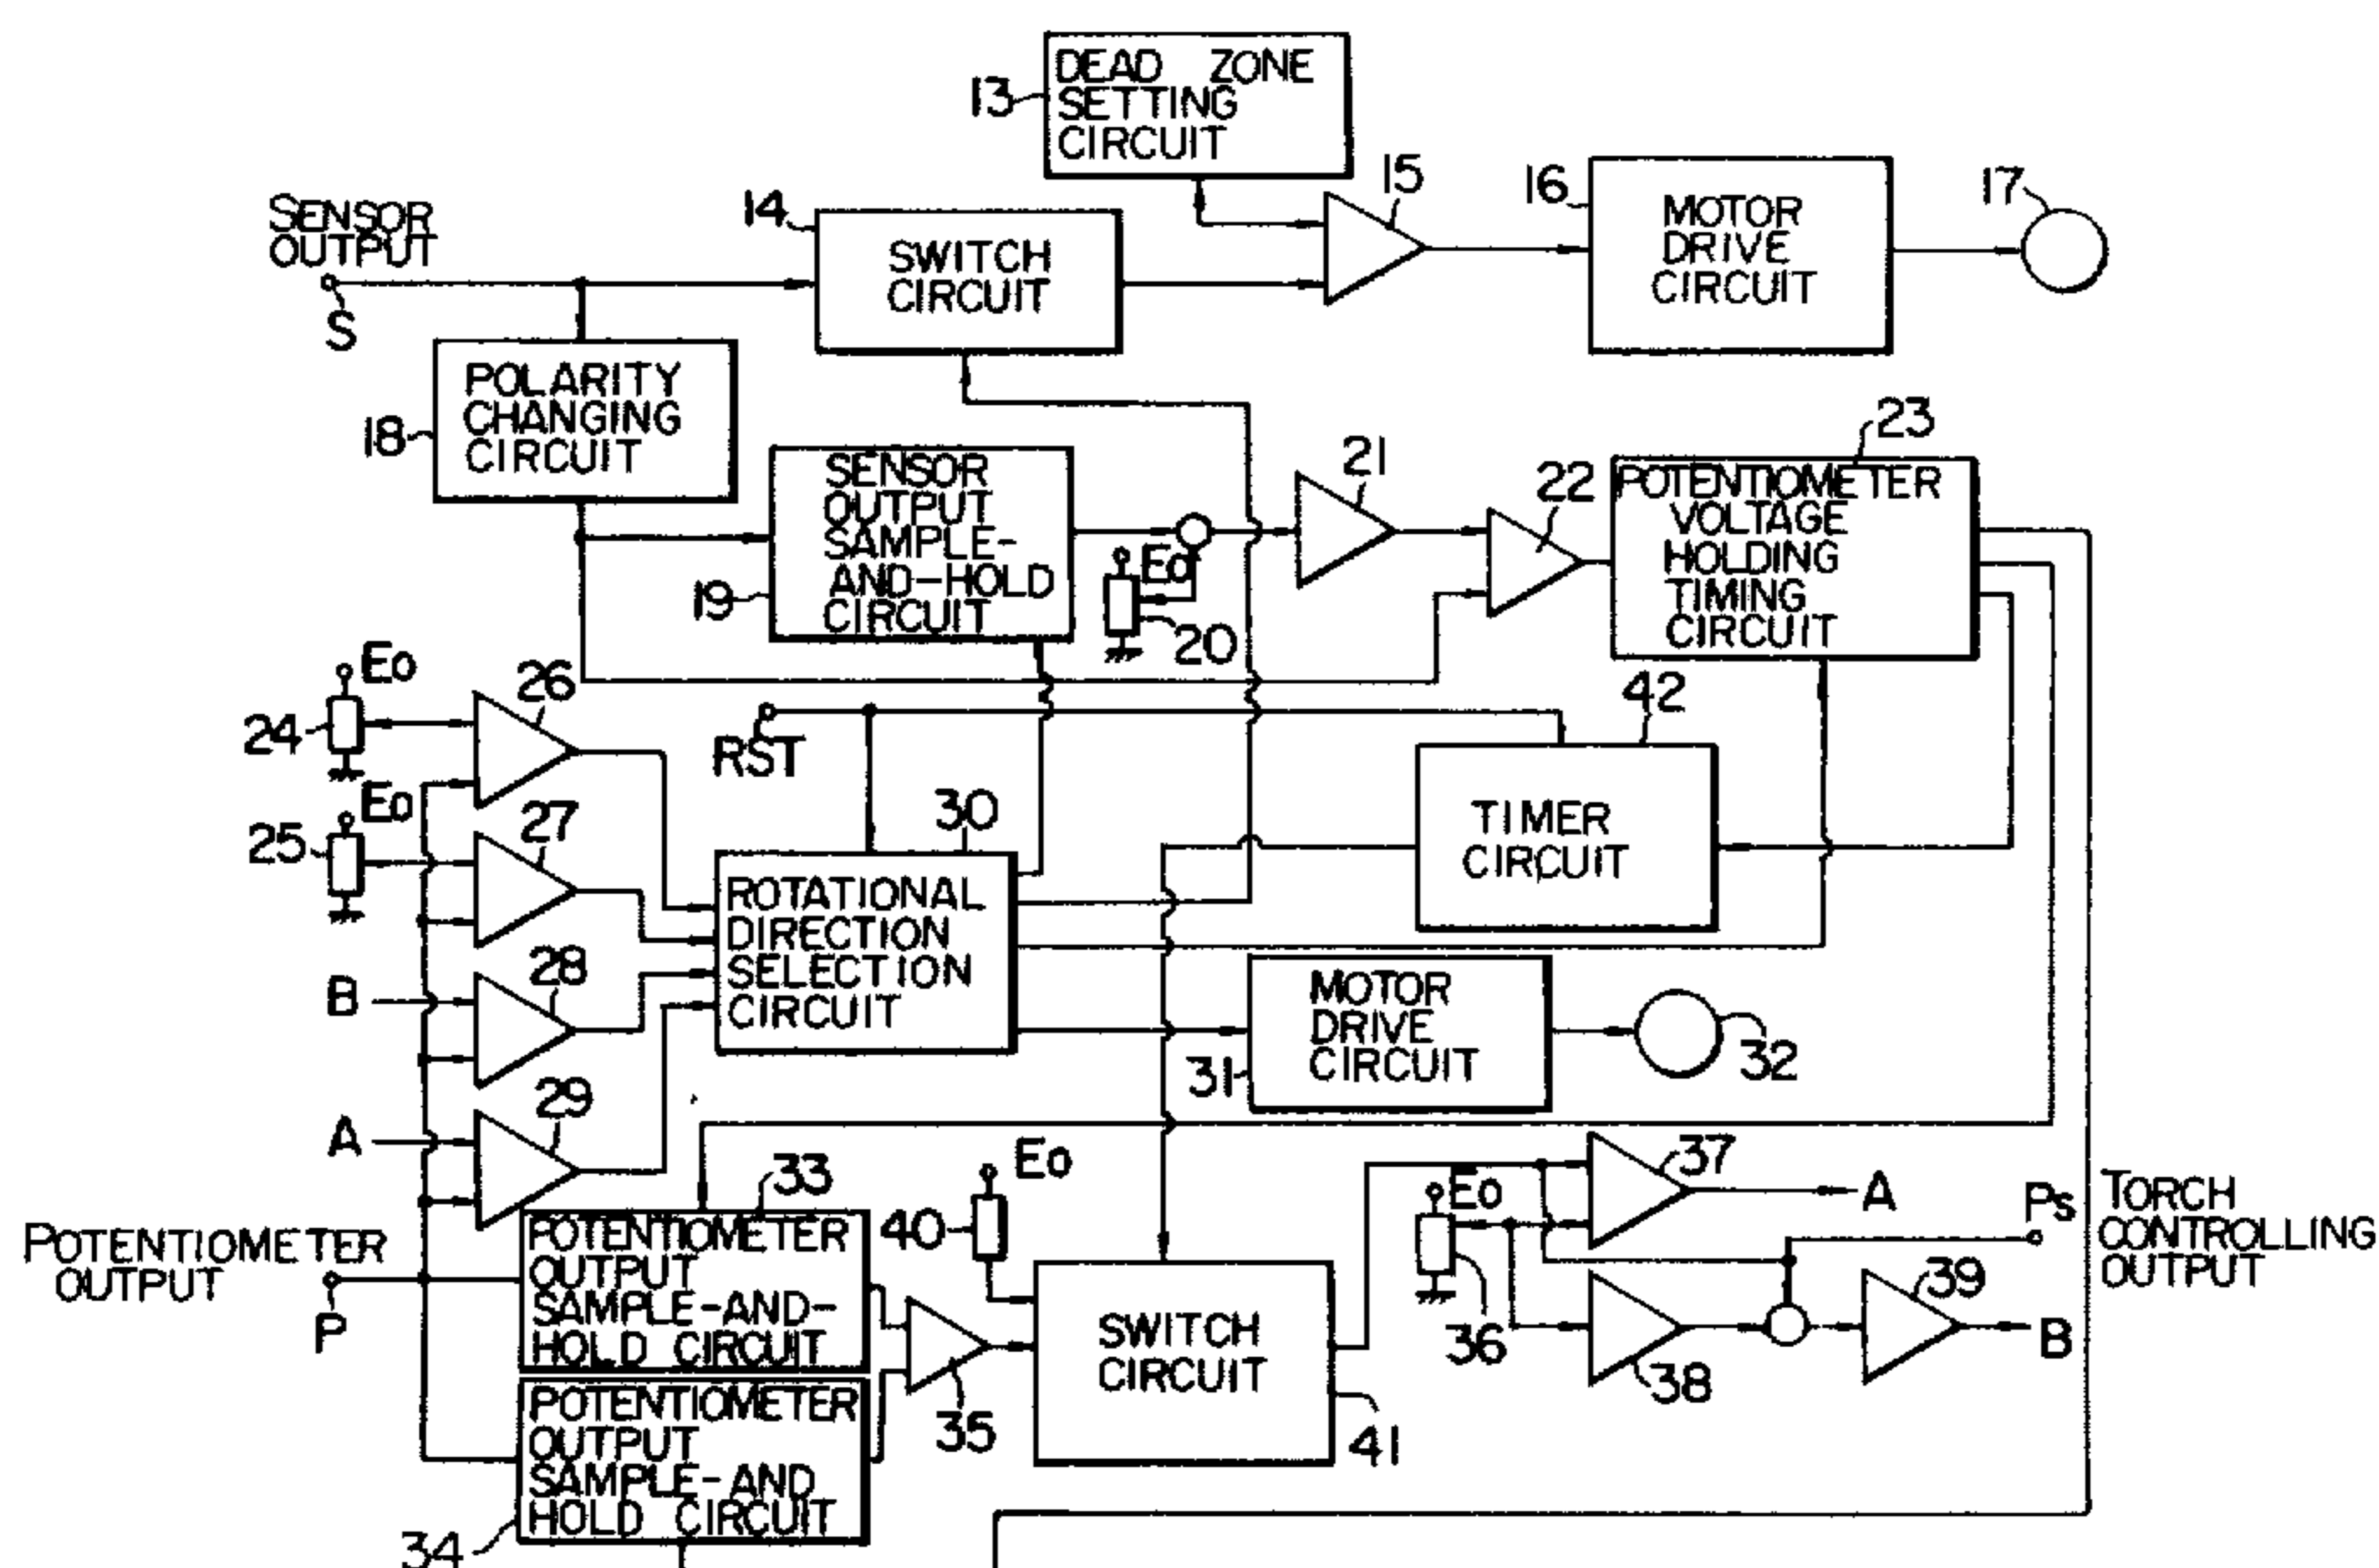 DEAD ZONE
SETTING
CIRCUIT
13
15
16
17
14
SENSOR
OUTPUT
S
SWITCH
CIRCUIT
MOTOR
DRIVE
CIRCUIT
POLARITY
CHANGING
CIRCUIT
18
SENSOR
OUTPUT
SAMPLE-
AND-HOLD
CIRCUIT
19
Eo
20
21
22
23
POTENTIOMETER
VOLTAGE
HOLDING
TIMING
CIRCUIT
Eo
24
26
RST
42
Eo
25
27
30
TIMER
CIRCUIT
B
28
ROTATIONAL
DIRECTION
SELECTION
CIRCUIT
MOTOR
DRIVE
CIRCUIT
31
32
A
29
33
Eo
40
37
Eo
A
Ps
TORCH
CONTROLLING
OUTPUT
POTENTIOMETER
OUTPUT
P
POTENTIOMETER
OUTPUT
SAMPLE-AND-
HOLD CIRCUIT
35
SWITCH
CIRCUIT
41
36
38
39
B
POTENTIOMETER
OUTPUT
SAMPLE-AND
HOLD CIRCUIT
34